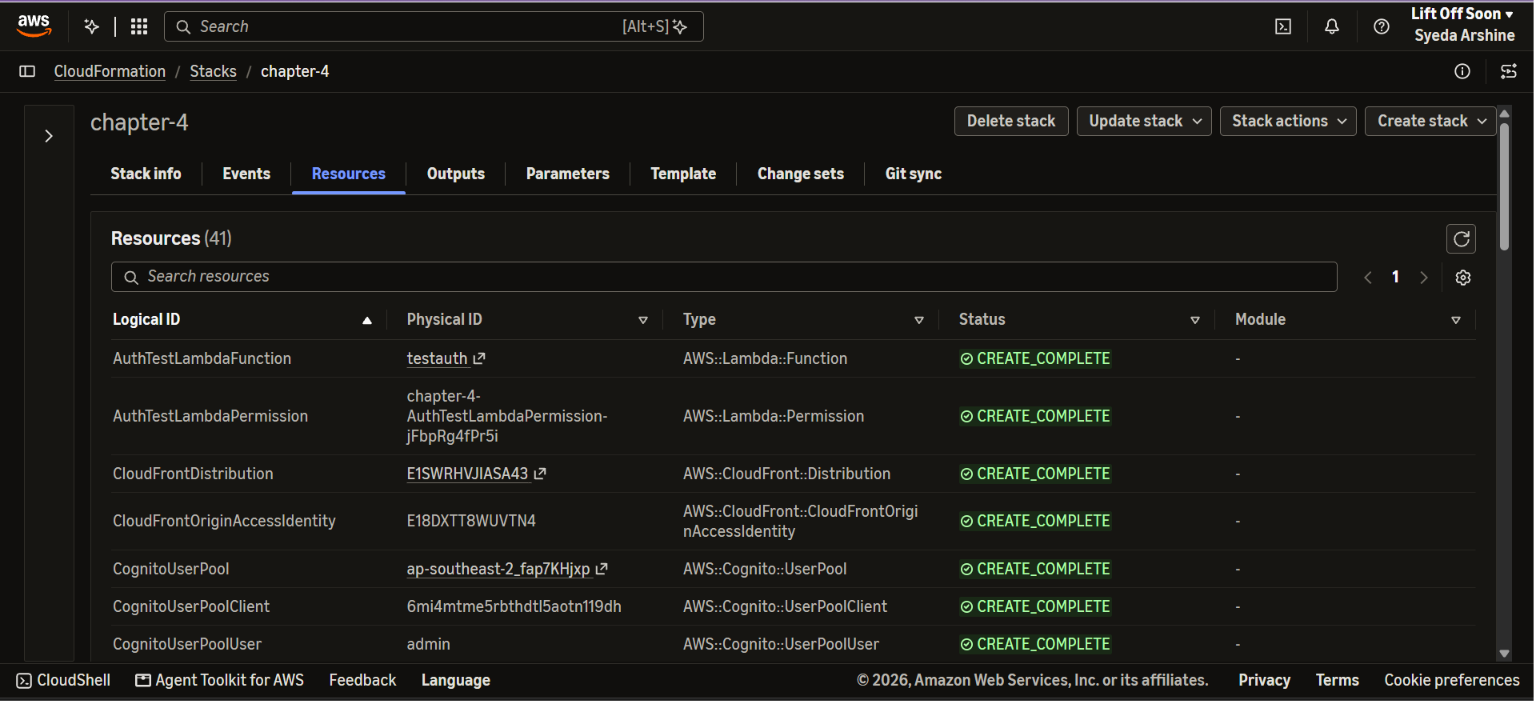 aws
Search [Alt+S]
Lift Off Soon
Syeda Arshine
CloudFormation / Stacks / chapter-4
chapter-4
Delete stack Update stack Stack actions Create stack
Stack info Events Resources Outputs Parameters Template Change sets Git sync
Resources (41)
Search resources
1
Logical ID Physical ID Type Status Module
AuthTestLambdaFunction testauth AWS::Lambda::Function CREATE_COMPLETE -
chapter-4-
AuthTestLambdaPermission AuthTestLambdaPermission- AWS::Lambda::Permission CREATE_COMPLETE -
jFbpRg4fPr5i
CloudFrontDistribution E1SWRHVJIASA43 AWS::CloudFront::Distribution CREATE_COMPLETE -
CloudFrontOriginAccessIdentity E18DXTT8WUVTN4 AWS::CloudFront::CloudFrontOrigi CREATE_COMPLETE -
nAccessIdentity
CognitoUserPool ap-southeast-2_fap7KHjxp AWS::Cognito::UserPool CREATE_COMPLETE -
CognitoUserPoolClient 6mi4mtme5rbthdtl5aotn119dh AWS::Cognito::UserPoolClient CREATE_COMPLETE -
CognitoUserPoolUser admin AWS::Cognito::UserPoolUser CREATE_COMPLETE -
CloudShell Agent Toolkit for AWS Feedback Language © 2026, Amazon Web Services, Inc. or its affiliates. Privacy Terms Cookie preferences